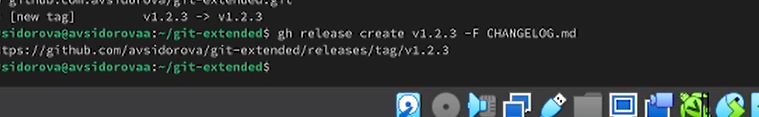 github.com:avsidorova/git-extended.git
[new tag] v1.2.3 -> v1.2.3
sidorova@avsidorovaa:~/git-extended$ gh release create v1.2.3 -F CHANGELOG.md
tps://github.com/avsidorova/git-extended/releases/tag/v1.2.3
sidorova@avsidorovaa:~/git-extended$